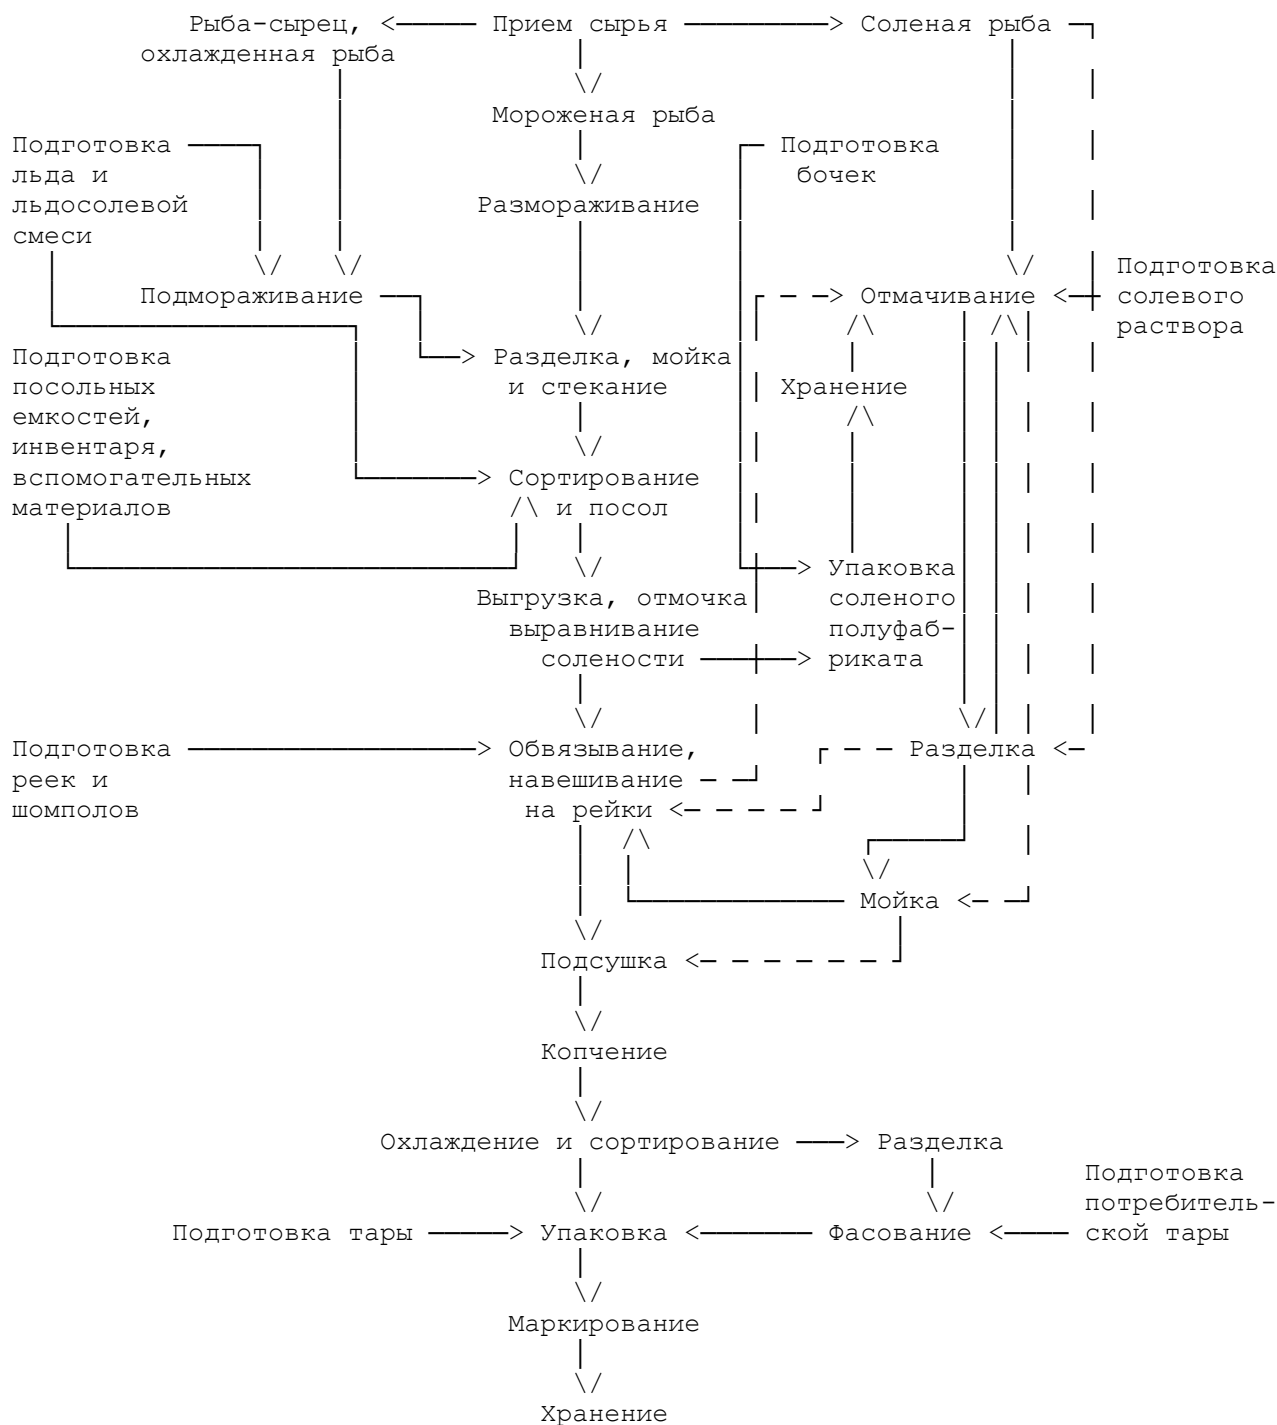 Рыба-сырец,
охлажденная рыба
Прием сырья
Соленая рыба
Мороженая рыба
Подготовка
льда и
льдосолевой
смеси
Подготовка
бочек
Размораживание
Подмораживание
Отмачивание
Подготовка
солевого
раствора
Подготовка
посольных
емкостей,
инвентаря,
вспомогательных
материалов
Разделка, мойка
и стекание
Хранение
Сортирование
и посол
Выгрузка, отмочка
выравнивание
солености
Упаковка
соленого
полуфаб-
риката
Подготовка
реек и
шомполов
Обвязывание,
навешивание
на рейки
Разделка
Мойка
Подсушка
Копчение
Охлаждение и сортирование
Разделка
Подготовка
потребитель-
ской тары
Подготовка тары
Упаковка
Фасование
Маркирование
Хранение